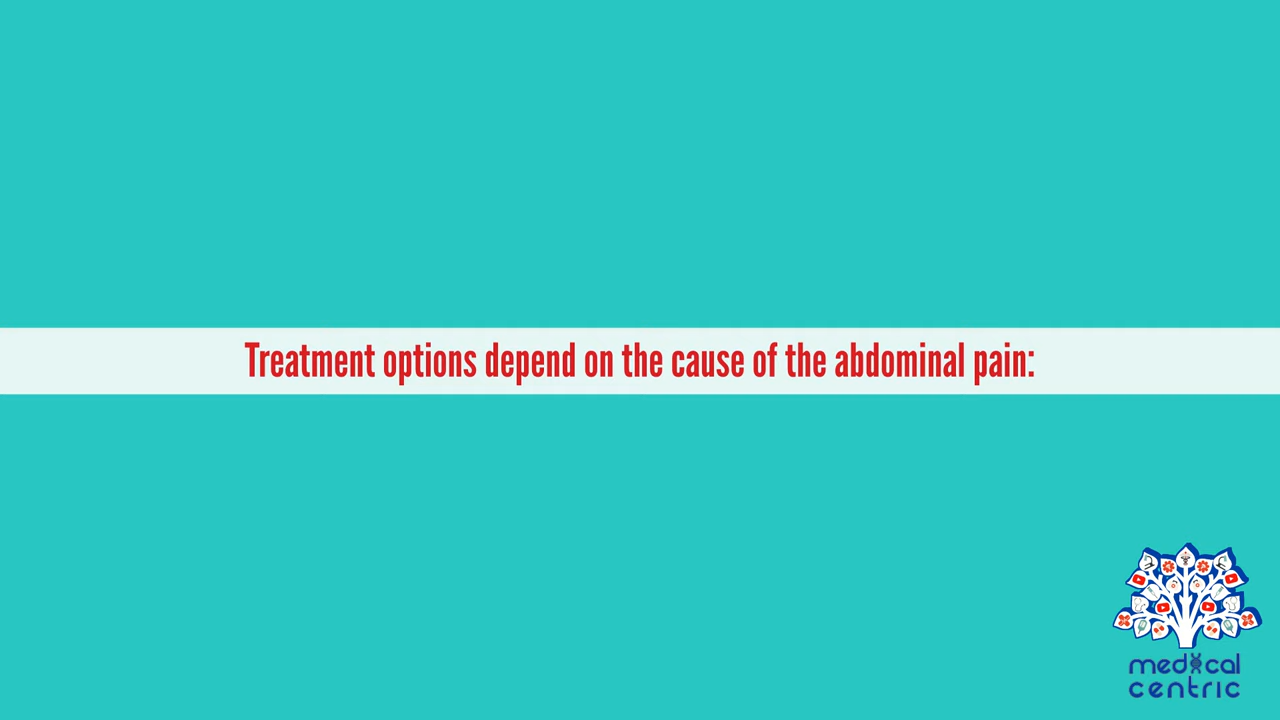 Treatment options depend on the cause of the abdominal pain:
medical
centric